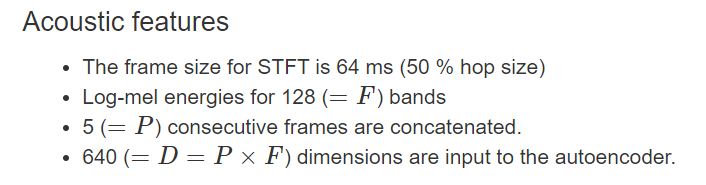 Acoustic features
• The frame size for STFT is 64 ms (50 % hop size)
• Log-mel energies for 128 (= F) bands
• 5 (= P) consecutive frames are concatenated.
• 640 (= D = P × F) dimensions are input to the autoencoder.